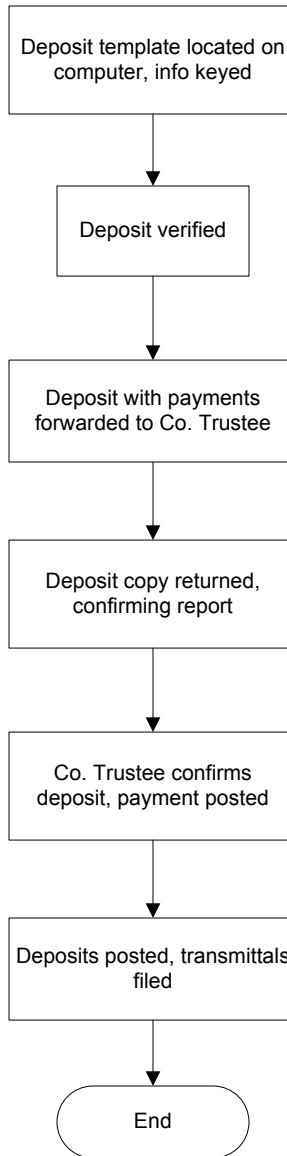 Deposit template located on
computer, info keyed
Deposit verified
Deposit with payments
forwarded to Co. Trustee
Deposit copy returned,
confirming report
Co. Trustee confirms
deposit, payment posted
Deposits posted, transmittals
filed
End